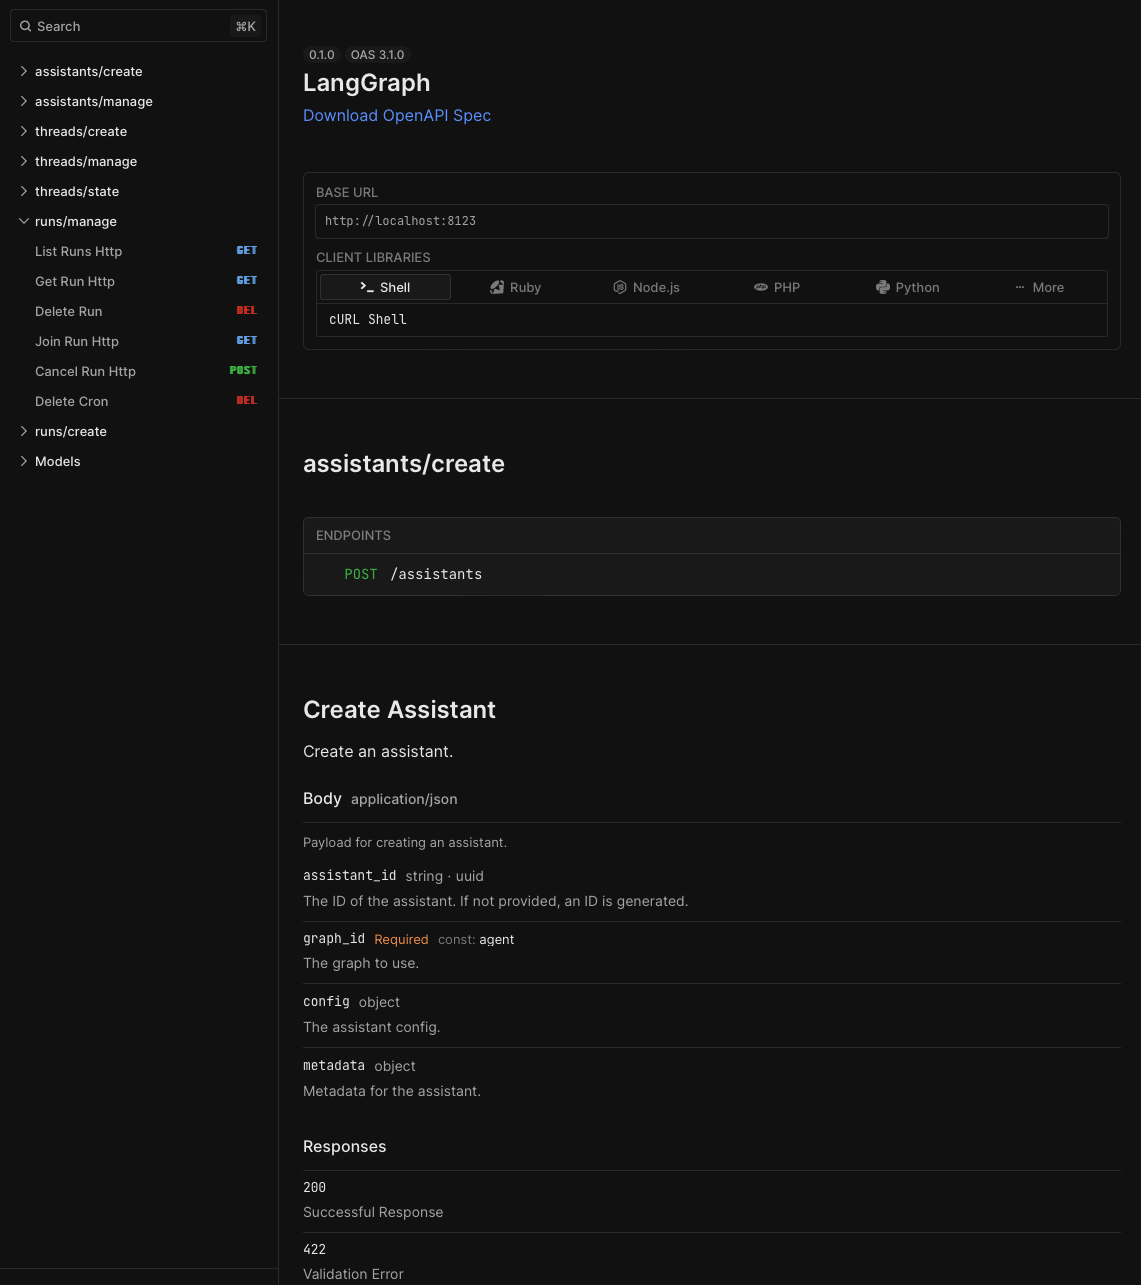 Search ⌘K
assistants/create
assistants/manage
threads/create
threads/manage
threads/state
runs/manage
List Runs Http GET
Get Run Http GET
Delete Run DEL
Join Run Http GET
Cancel Run Http POST
Delete Cron DEL
runs/create
Models
0.1.0 OAS 3.1.0
LangGraph
Download OpenAPI Spec
BASE URL
http://localhost:8123
CLIENT LIBRARIES
Shell Ruby Node.js PHP Python More
cURL Shell
assistants/create
ENDPOINTS
POST /assistants
Create Assistant
Create an assistant.
Body application/json
Payload for creating an assistant.
assistant_id string · uuid
The ID of the assistant. If not provided, an ID is generated.
graph_id Required const: agent
The graph to use.
config object
The assistant config.
metadata object
Metadata for the assistant.
Responses
200
Successful Response
422
Validation Error